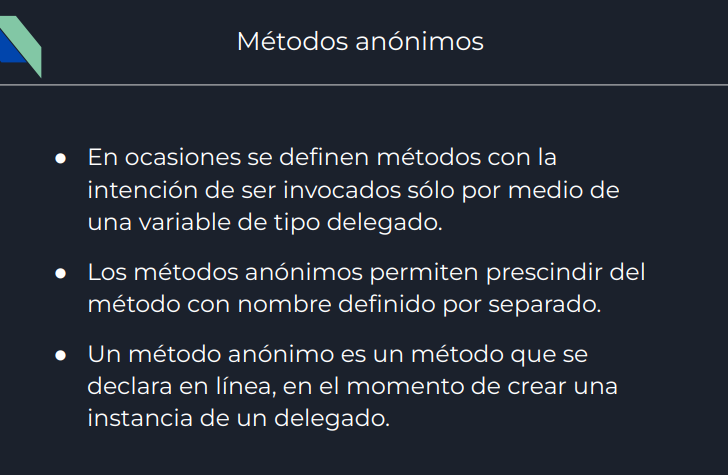 Métodos anónimos
● En ocasiones se definen métodos con la
intención de ser invocados sólo por medio de
una variable de tipo delegado.
● Los métodos anónimos permiten prescindir del
método con nombre definido por separado.
● Un método anónimo es un método que se
declara en línea, en el momento de crear una
instancia de un delegado.